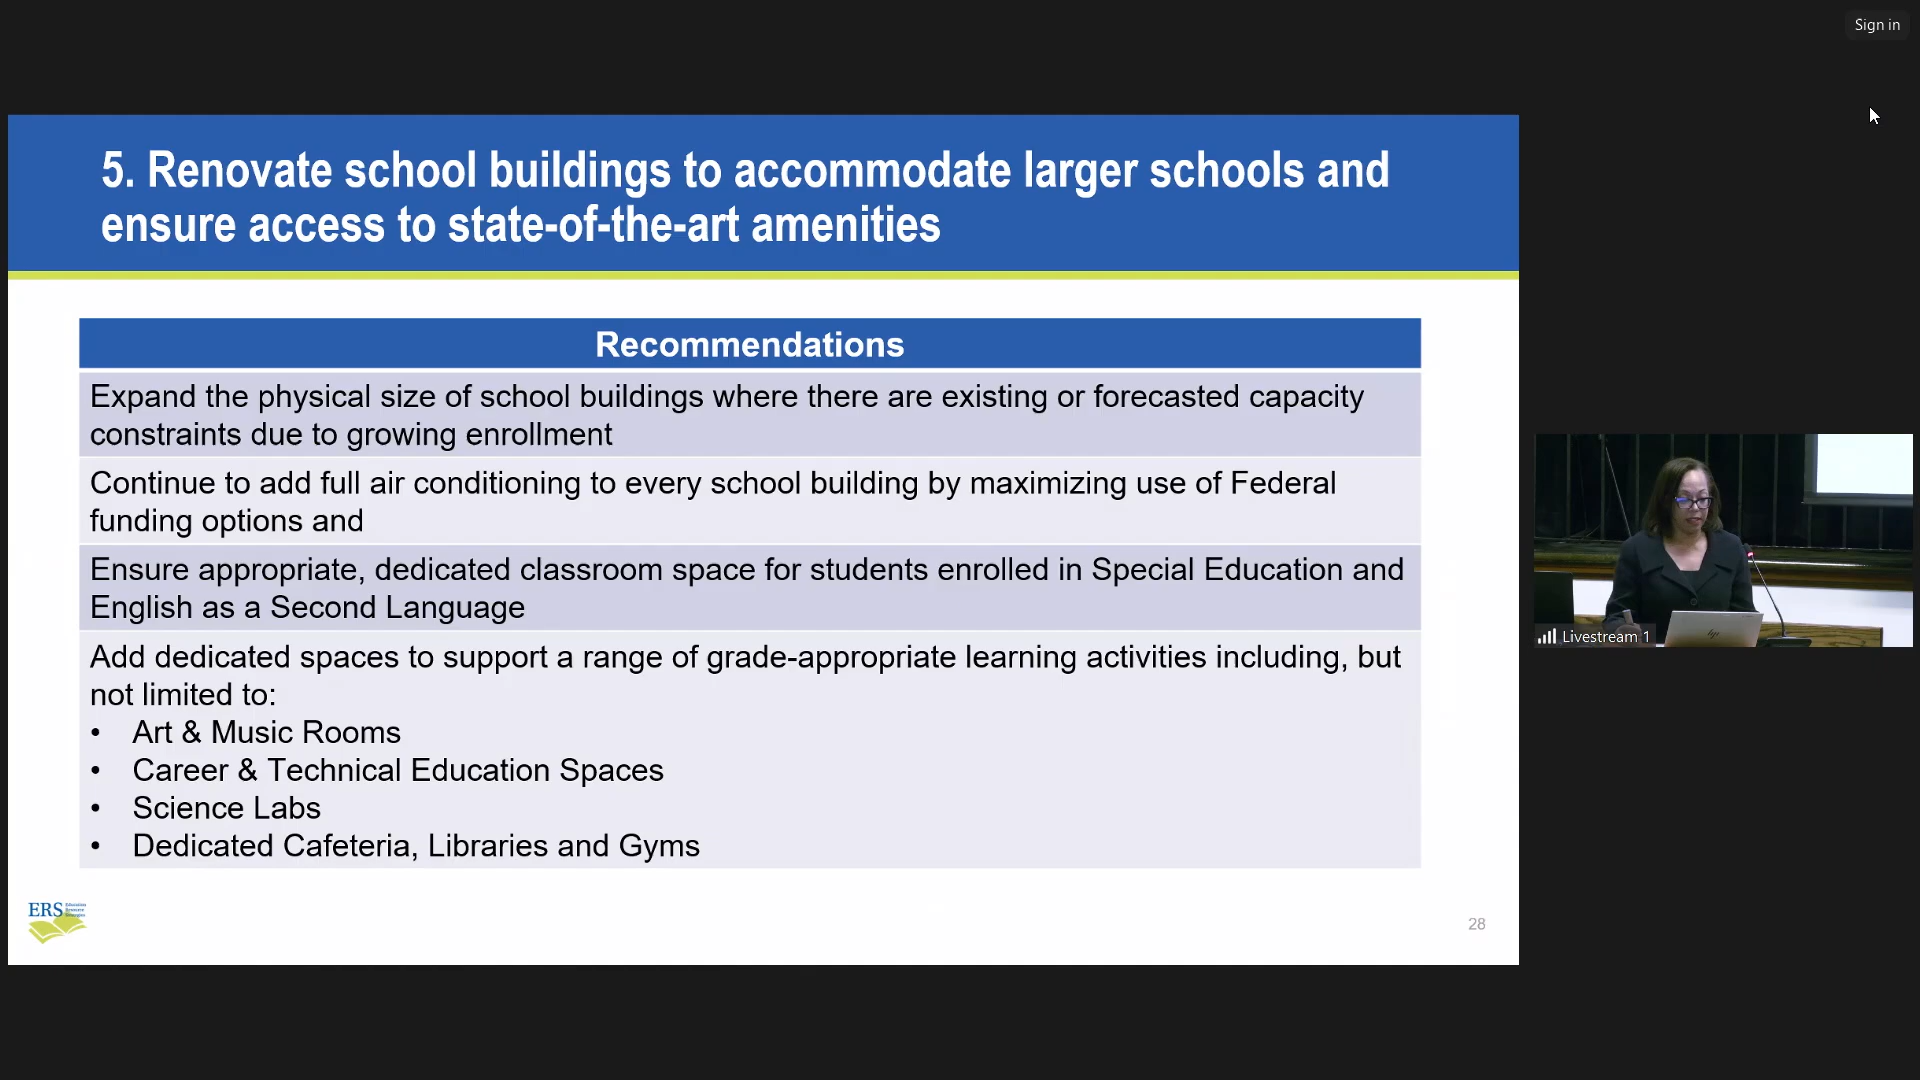 Sign in
5. Renovate school buildings to accommodate larger schools and
ensure access to state-of-the-art amenities
Recommendations
Expand the physical size of school buildings where there are existing or forecasted capacity
constraints due to growing enrollment
Continue to add full air conditioning to every school building by maximizing use of Federal
funding options and
Ensure appropriate, dedicated classroom space for students enrolled in Special Education and
English as a Second Language
Add dedicated spaces to support a range of grade-appropriate learning activities including, but
not limited to:
• Art & Music Rooms
• Career & Technical Education Spaces
• Science Labs
• Dedicated Cafeteria, Libraries and Gyms
ERS
Education
Resource
Strategies
28
Livestream 1
hp